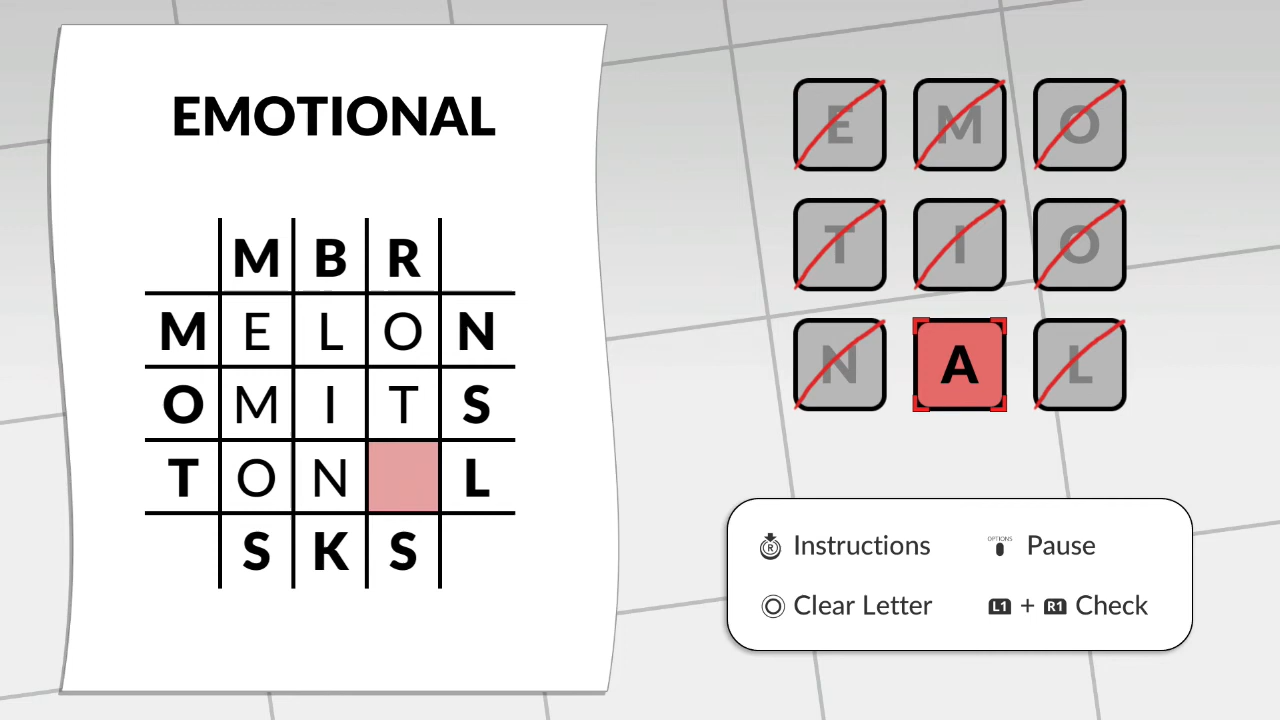 EMOTIONAL
M B R
M E L O N
O M I T S
T O N L
S K S
E M O
T I O
N A L
R Instructions
OPTIONS Pause
Clear Letter
L1 + R1 Check